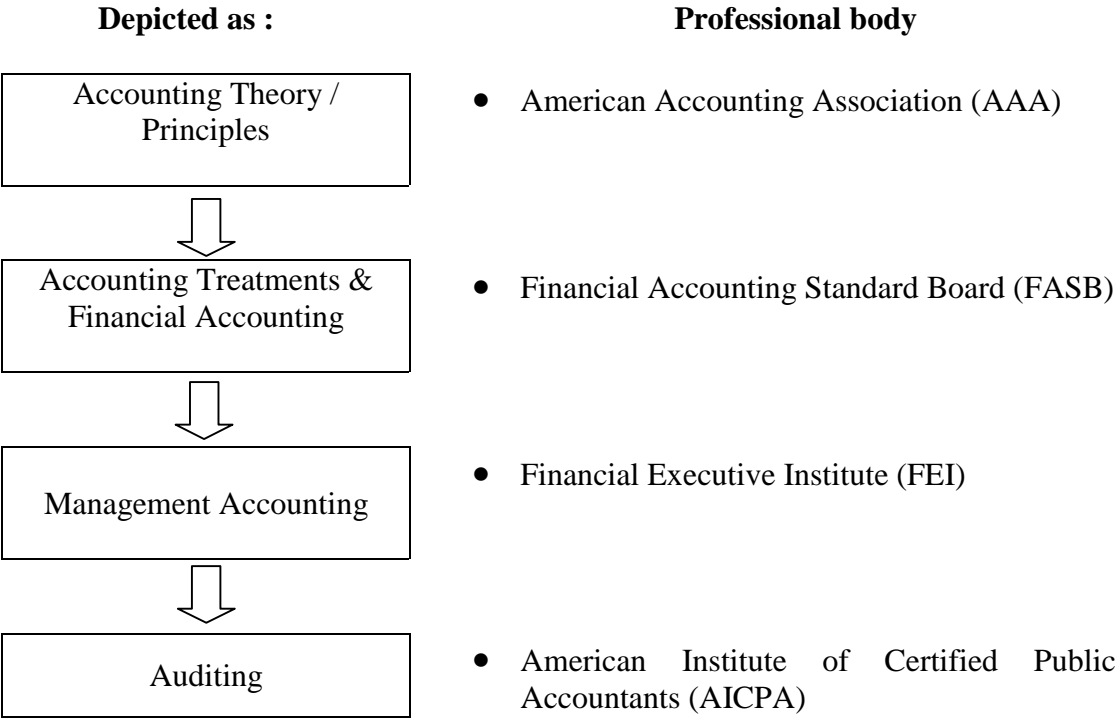 Depicted as :
Professional body
Accounting Theory /
Principles
• American Accounting Association (AAA)
Accounting Treatments &
Financial Accounting
• Financial Accounting Standard Board (FASB)
Management Accounting
• Financial Executive Institute (FEI)
Auditing
• American Institute of Certified Public
Accountants (AICPA)